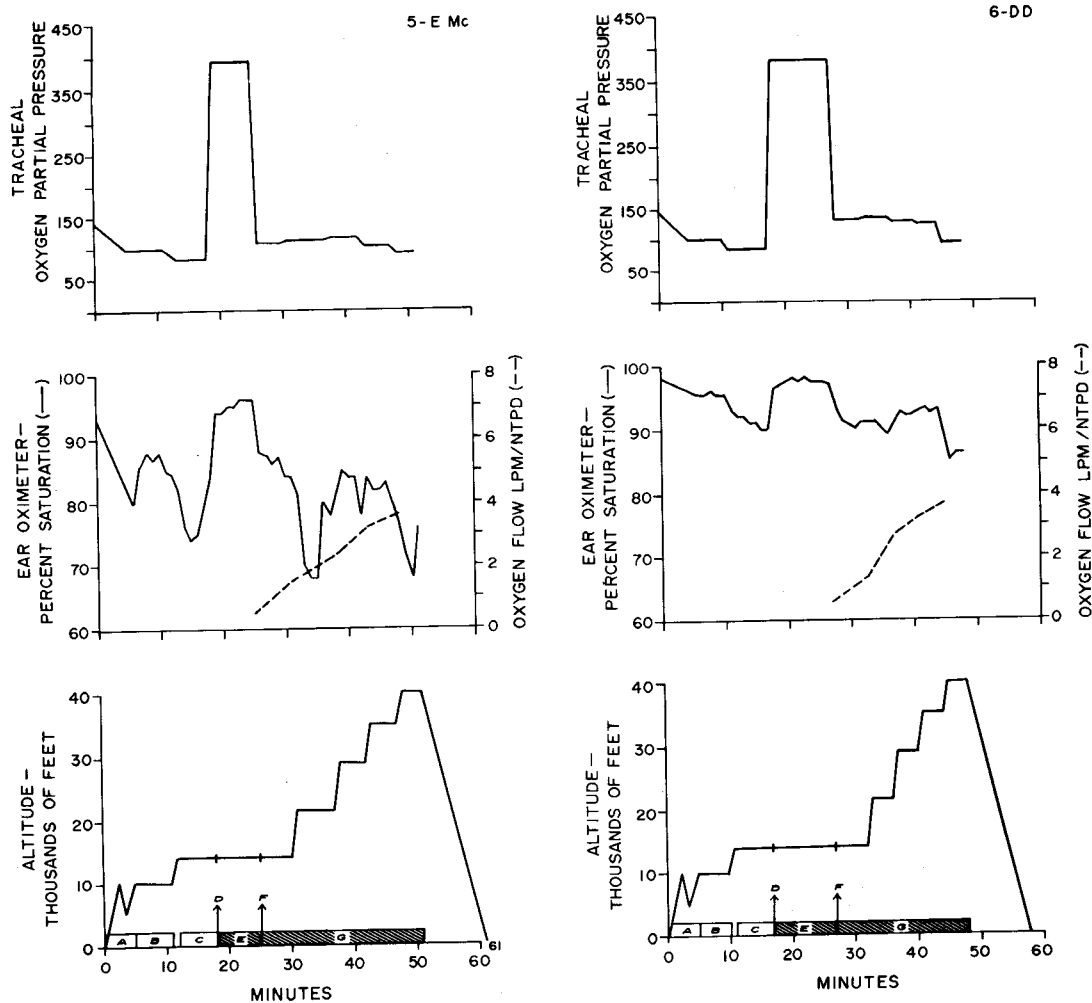 5-E Mc
TRACHEAL
OXYGEN PARTIAL PRESSURE
450
350
250
150
50
6-DD
TRACHEAL
OXYGEN PARTIAL PRESSURE
450
350
250
150
50
EAR OXIMETER—
PERCENT SATURATION (—)
100
90
80
70
60
8
6
4
2
0
OXYGEN FLOW LPM/NTPD (--)
EAR OXIMETER—
PERCENT SATURATION (—)
100
90
80
70
60
8
6
4
2
0
OXYGEN FLOW LPM/NTPD (--)
ALTITUDE—
THOUSANDS OF FEET
40
30
20
10
0
D F
A B C E G
0 10 20 30 40 50 60 61
MINUTES
ALTITUDE—
THOUSANDS OF FEET
40
30
20
10
0
D F
A B C E G
0 10 20 30 40 50 60
MINUTES